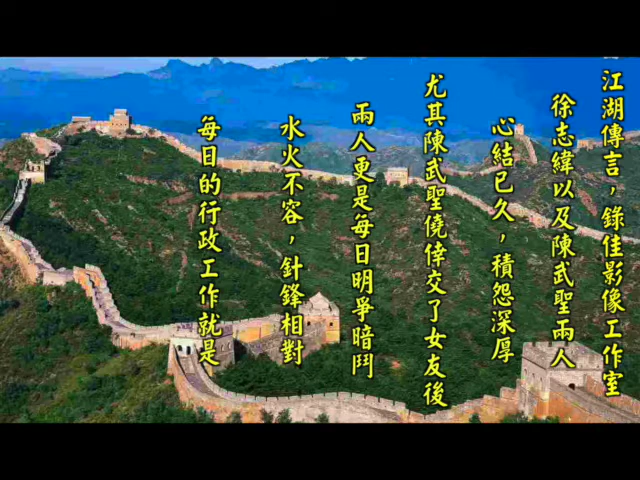 江湖傳言，錄佳影像工作室
徐志緯以及陳武聖兩人
心結已久，積怨深厚
尤其陳武聖僥倖交了女友後
兩人更是每日明爭暗鬥
水火不容，針鋒相對
每日的行政工作就是